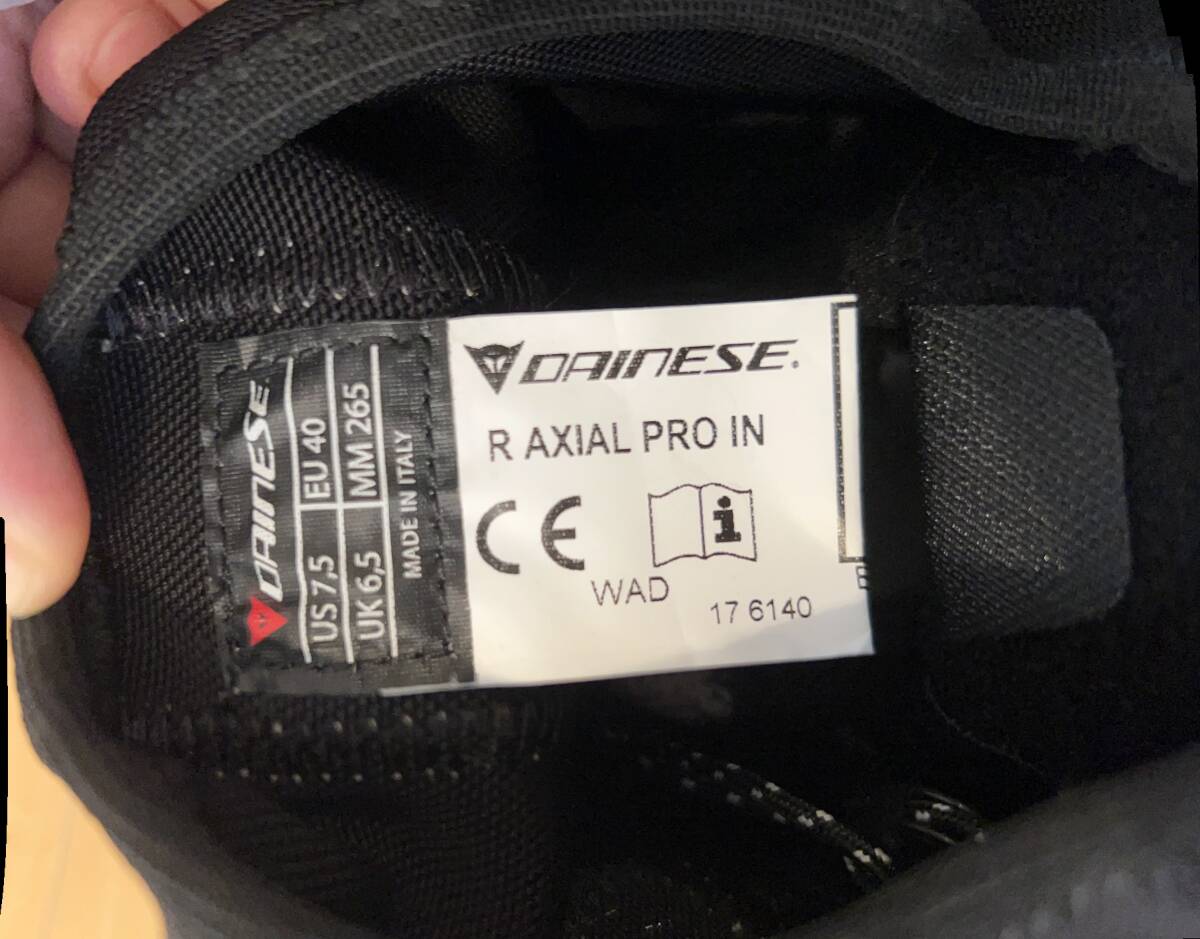 DAINESE
US 7,5 EU 40
UK 6,5 MM 265
MADE IN ITALY
DAINESE.
R AXIAL PRO IN
CE
i
WAD
17 6140